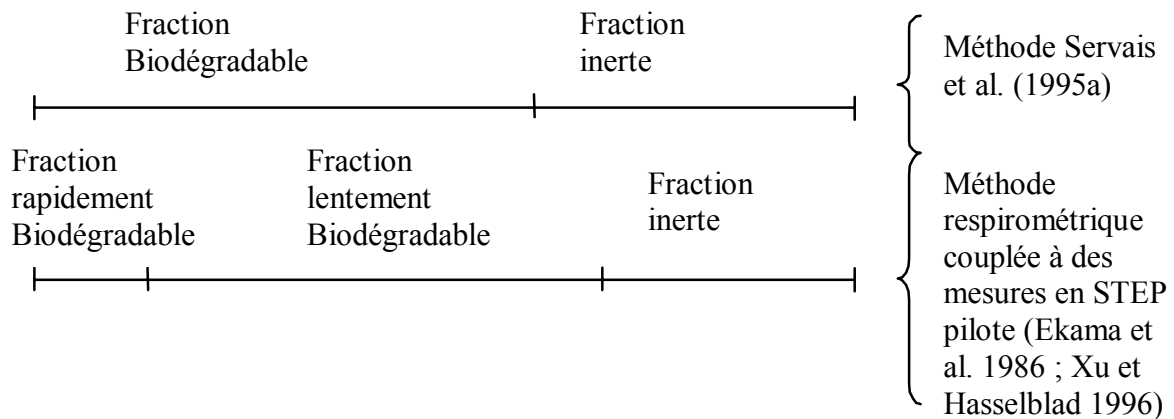 Fraction
Biodégradable
Fraction
inerte
Méthode Servais
et al. (1995a)
Fraction
rapidement
Biodégradable
Fraction
lentement
Biodégradable
Fraction
inerte
Méthode
respirométrique
couplée à des
mesures en STEP
pilote (Ekama et
al. 1986 ; Xu et
Hasselblad 1996)